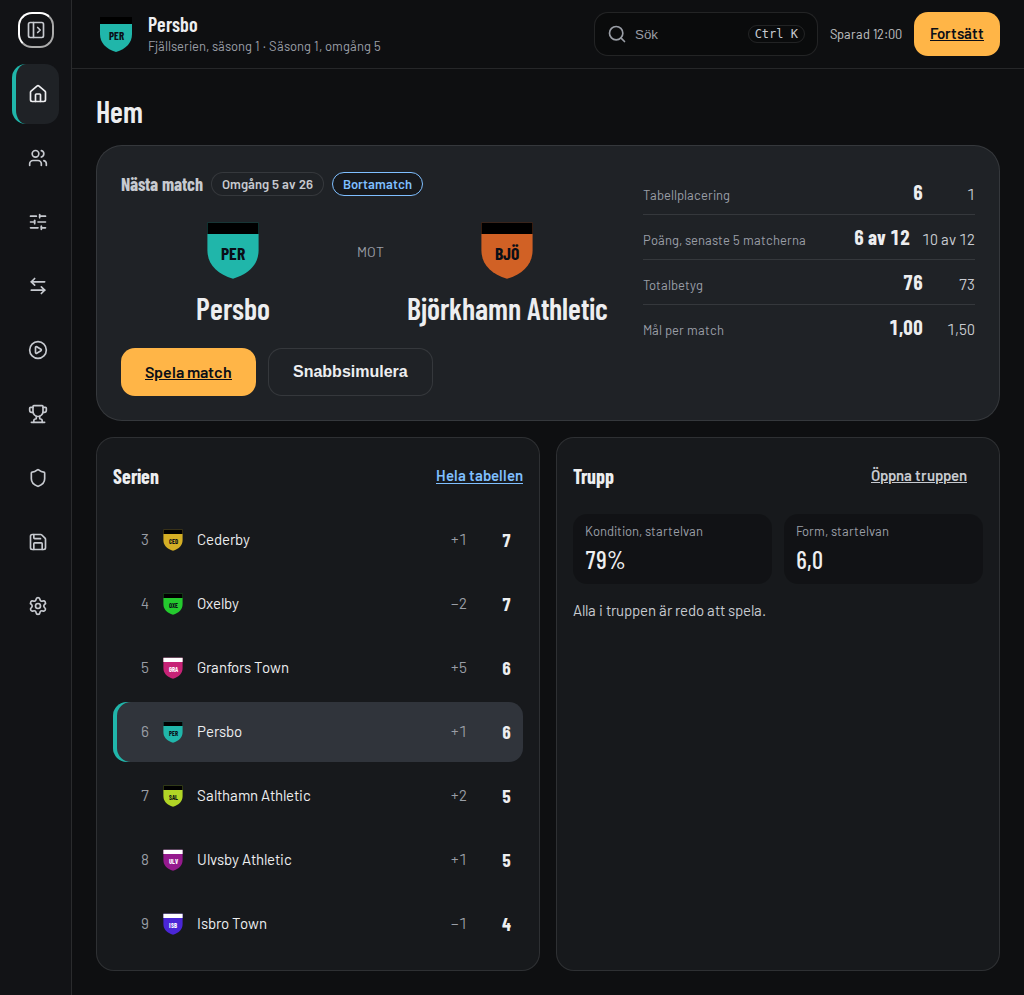 PER
Persbo
Fjällserien, säsong 1 · Säsong 1, omgång 5
Sök
Ctrl K
Sparad 12:00
Fortsätt
Hem
Nästa match
Omgång 5 av 26
Bortamatch
PER
MOT
BJÖ
Persbo
Björkhamn Athletic
Spela match
Snabbsimulera
Tabellplacering 6 1
Poäng, senaste 5 matcherna 6 av 12 10 av 12
Totalbetyg 76 73
Mål per match 1,00 1,50
Serien
Hela tabellen
3 CED Cederby +1 7
4 OXE Oxelby −2 7
5 GRA Granfors Town +5 6
6 PER Persbo +1 6
7 SAL Salthamn Athletic +2 5
8 ULV Ulvsby Athletic +1 5
9 ISB Isbro Town −1 4
Trupp
Öppna truppen
Kondition, startelvan
79%
Form, startelvan
6,0
Alla i truppen är redo att spela.